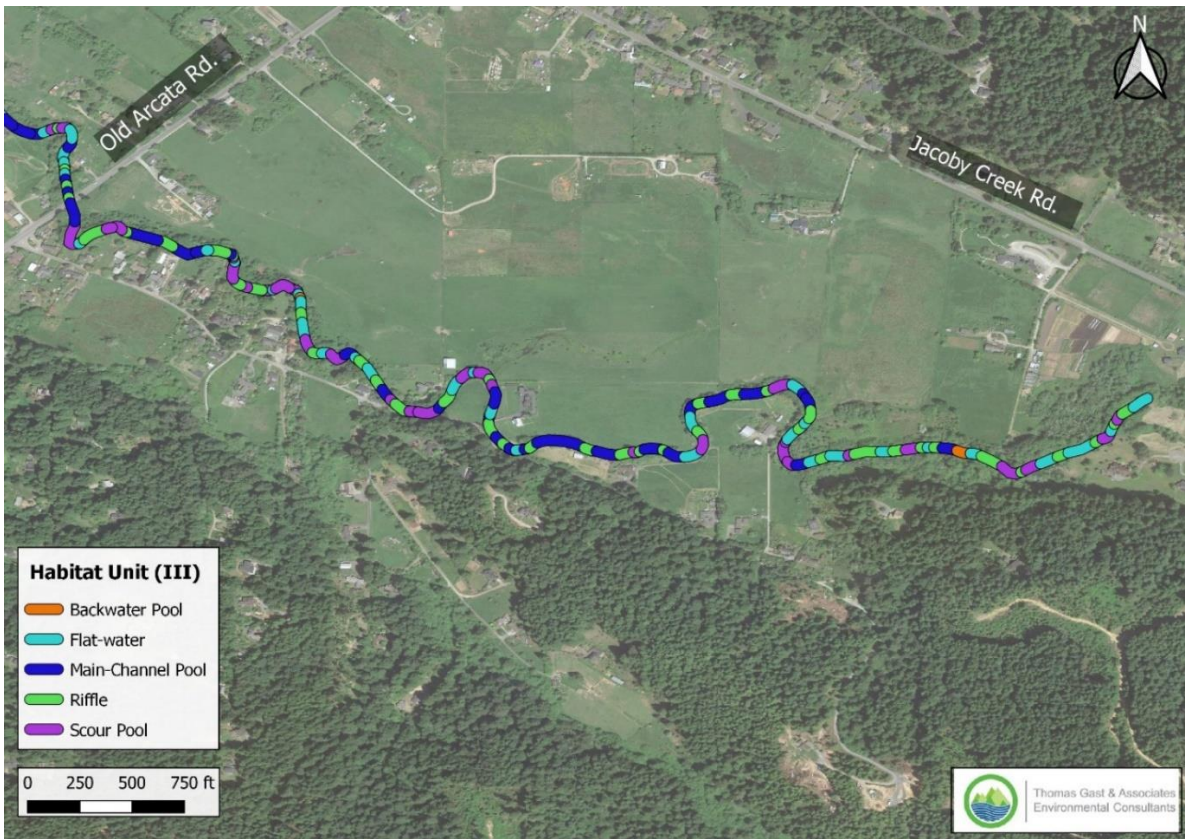 N
Old Arcata Rd.
Jacoby Creek Rd.
Habitat Unit (III)
Backwater Pool
Flat-water
Main-Channel Pool
Riffle
Scour Pool
0 250 500 750 ft
Thomas Gast & Associates
Environmental Consultants